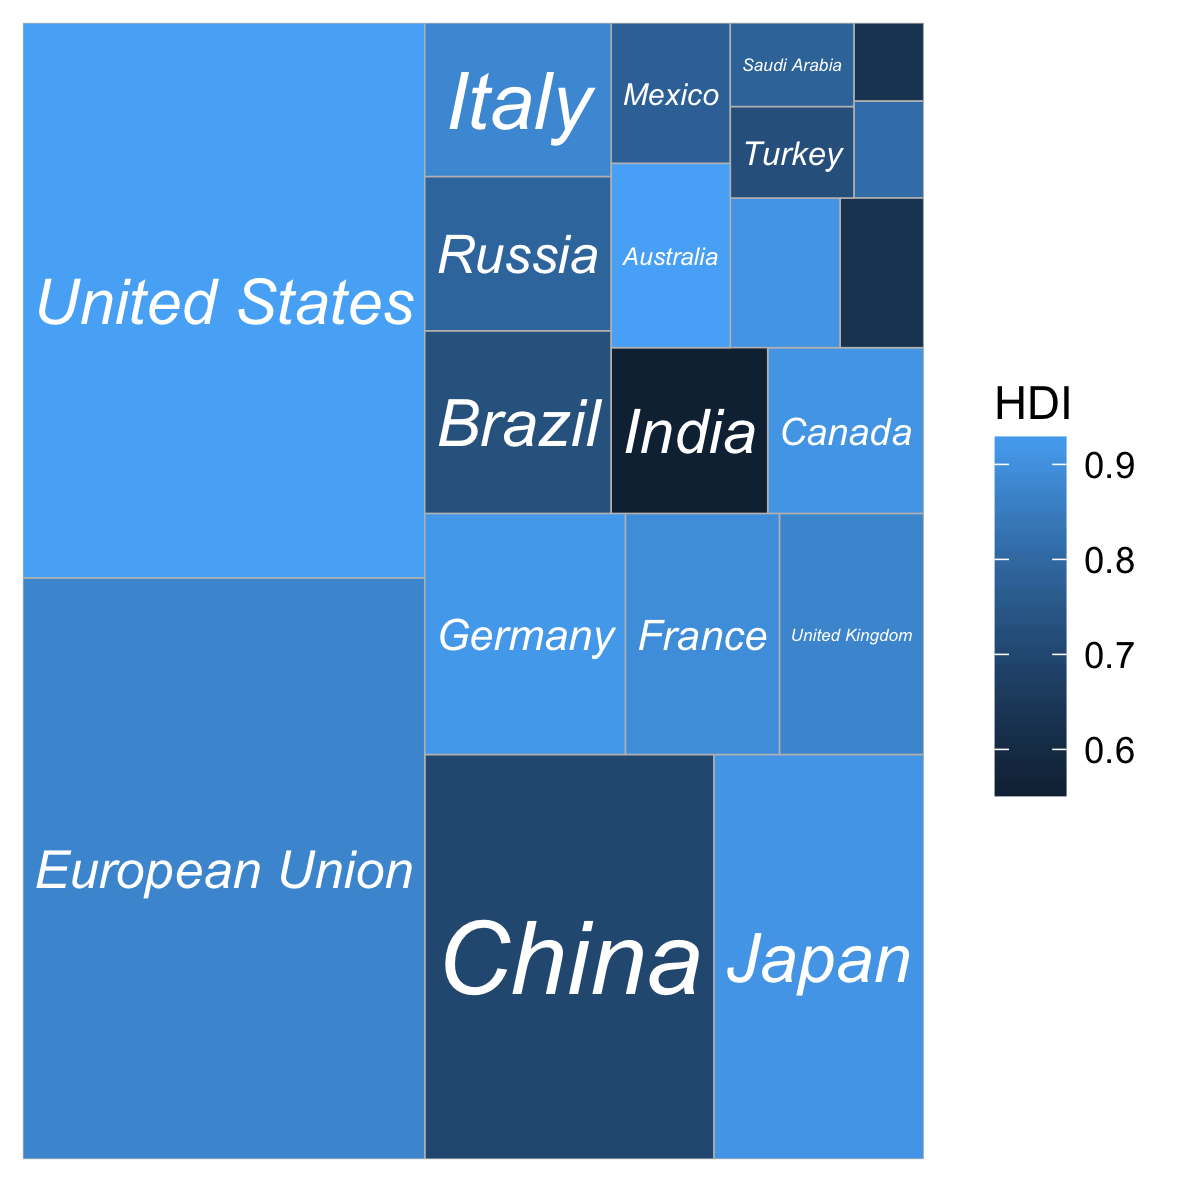 United States
European Union
Italy
Russia
Brazil
Mexico
Australia
India
Saudi Arabia
Turkey
Canada
Germany
France
United Kingdom
China
Japan
HDI
0.9
0.8
0.7
0.6